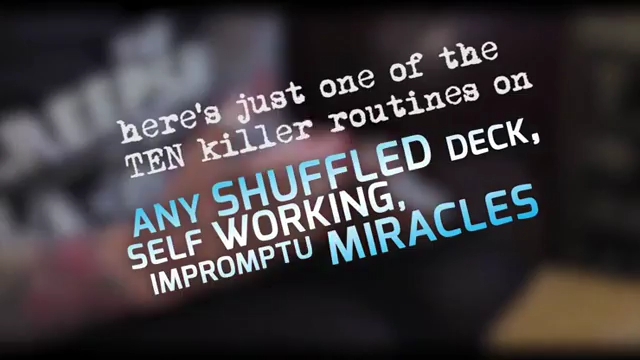 here's just one of the
TEN killer routines on
ANY SHUFFLED DECK,
SELF WORKING,
IMPROMPTU MIRACLES